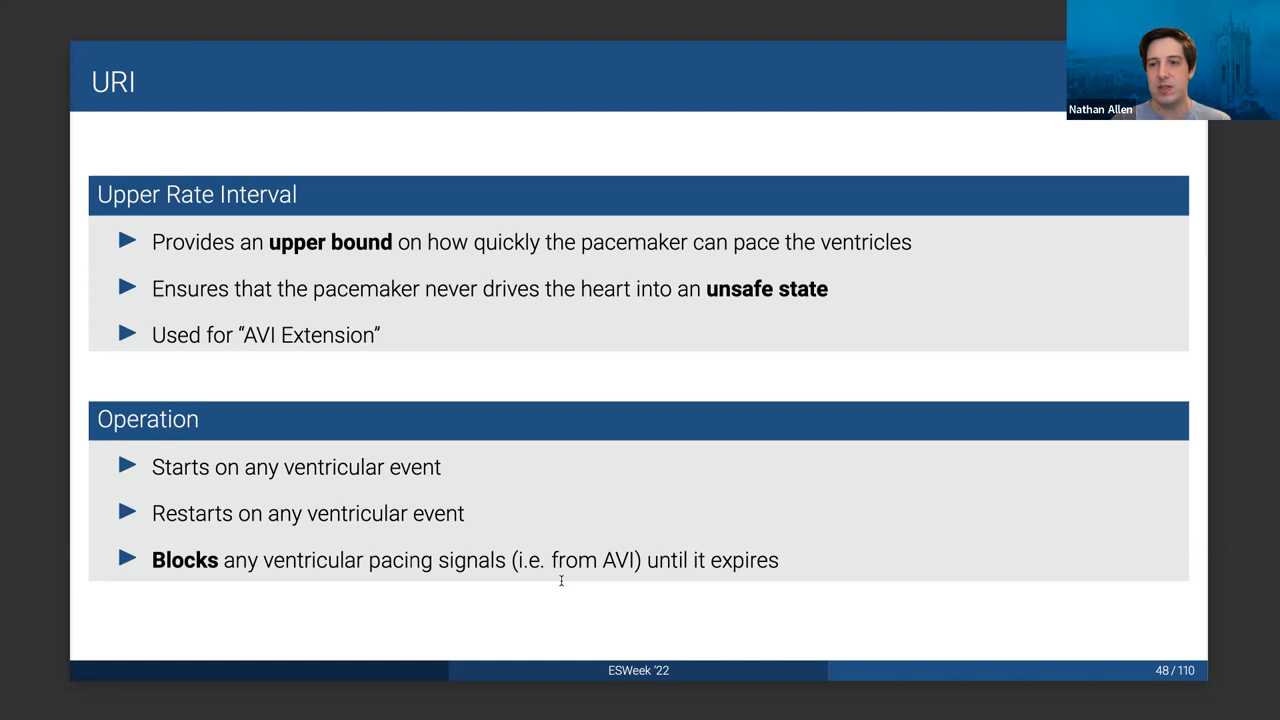 URI
Nathan Allen
Upper Rate Interval
Provides an upper bound on how quickly the pacemaker can pace the ventricles
Ensures that the pacemaker never drives the heart into an unsafe state
Used for “AVI Extension”
Operation
Starts on any ventricular event
Restarts on any ventricular event
Blocks any ventricular pacing signals (i.e. from AVI) until it expires
ESWeek ’22
48 / 110